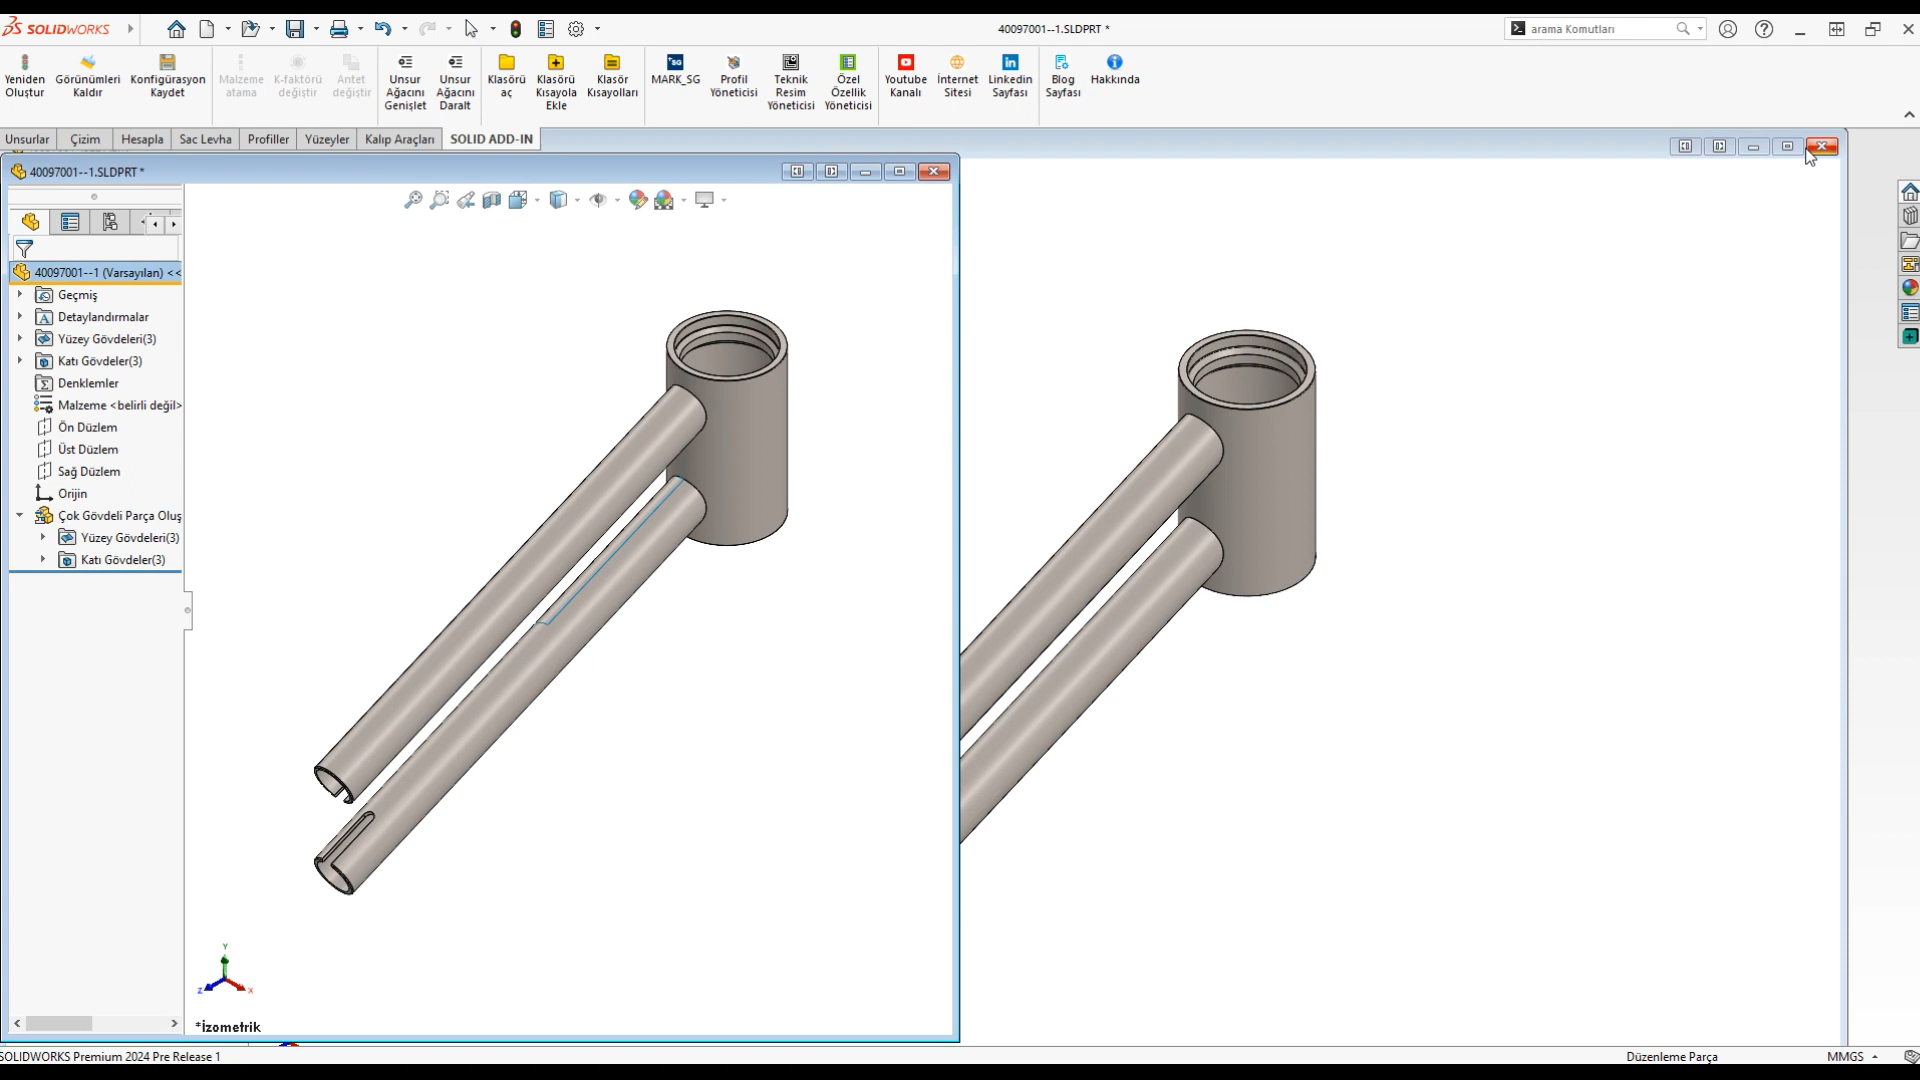 SOLIDWORKS
40097001--1.SLDPRT *
arama Komutları
Yeniden
Oluştur
Görünümleri
Kaldır
Konfigürasyon
Kaydet
Malzeme
atama
K-faktörü
değiştir
Antet
değiştir
Unsur
Ağacını
Genişlet
Unsur
Ağacını
Daralt
Klasörü
aç
Klasörü
Kısayola
Ekle
Klasör
Kısayolları
MARK_SG
Profil
Yöneticisi
Teknik
Resim
Yöneticisi
Özel
Özellik
Yöneticisi
Youtube
Kanalı
İnternet
Sitesi
Linkedin
Sayfası
Blog
Sayfası
Hakkında
Unsurlar
Çizim
Hesapla
Sac Levha
Profiller
Yüzeyler
Kalıp Araçları
SOLID ADD-IN
40097001--1.SLDPRT *
40097001--1 (Varsayılan) <<
Geçmiş
Detaylandırmalar
Yüzey Gövdeleri(3)
Katı Gövdeler(3)
Denklemler
Malzeme <belirli değil>
Ön Düzlem
Üst Düzlem
Sağ Düzlem
Orijin
Çok Gövdeli Parça Oluş
Yüzey Gövdeleri(3)
Katı Gövdeler(3)
Y
Z
X
*İzometrik
SOLIDWORKS Premium 2024 Pre Release 1
Düzenleme Parça
MMGS